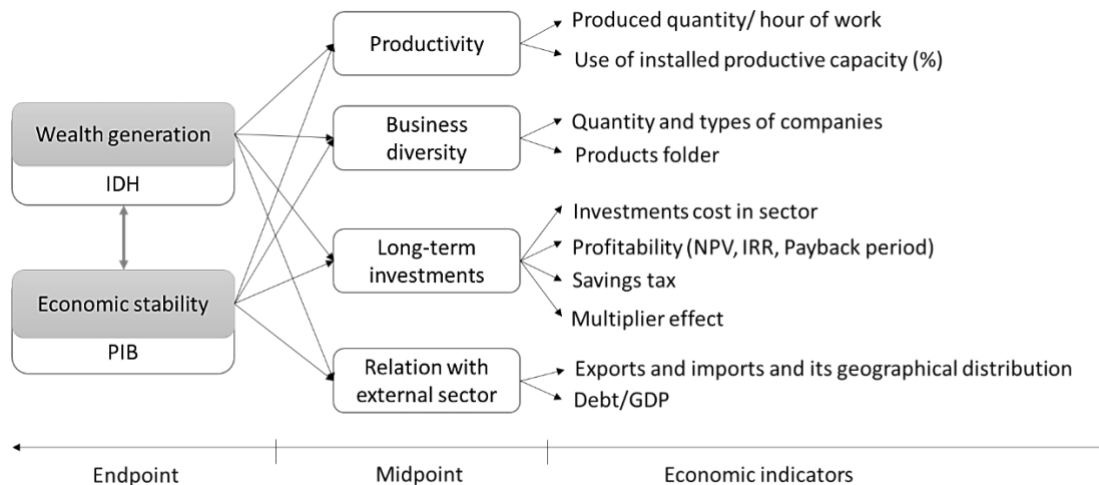 Wealth generation
IDH
Economic stability
PIB
Productivity
Business
diversity
Long-term
investments
Relation with
external sector
Produced quantity/ hour of work
Use of installed productive capacity (%)
Quantity and types of companies
Products folder
Investments cost in sector
Profitability (NPV, IRR, Payback period)
Savings tax
Multiplier effect
Exports and imports and its geographical distribution
Debt/GDP
Endpoint
Midpoint
Economic indicators